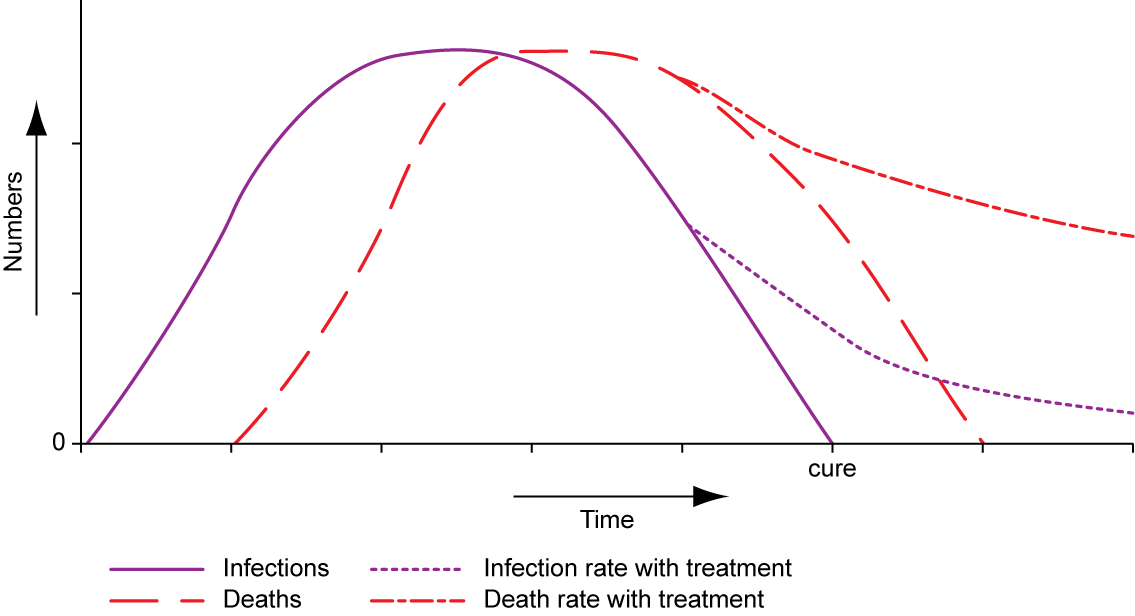 Numbers
0
cure
Time
Infections
Infection rate with treatment
Deaths
Death rate with treatment